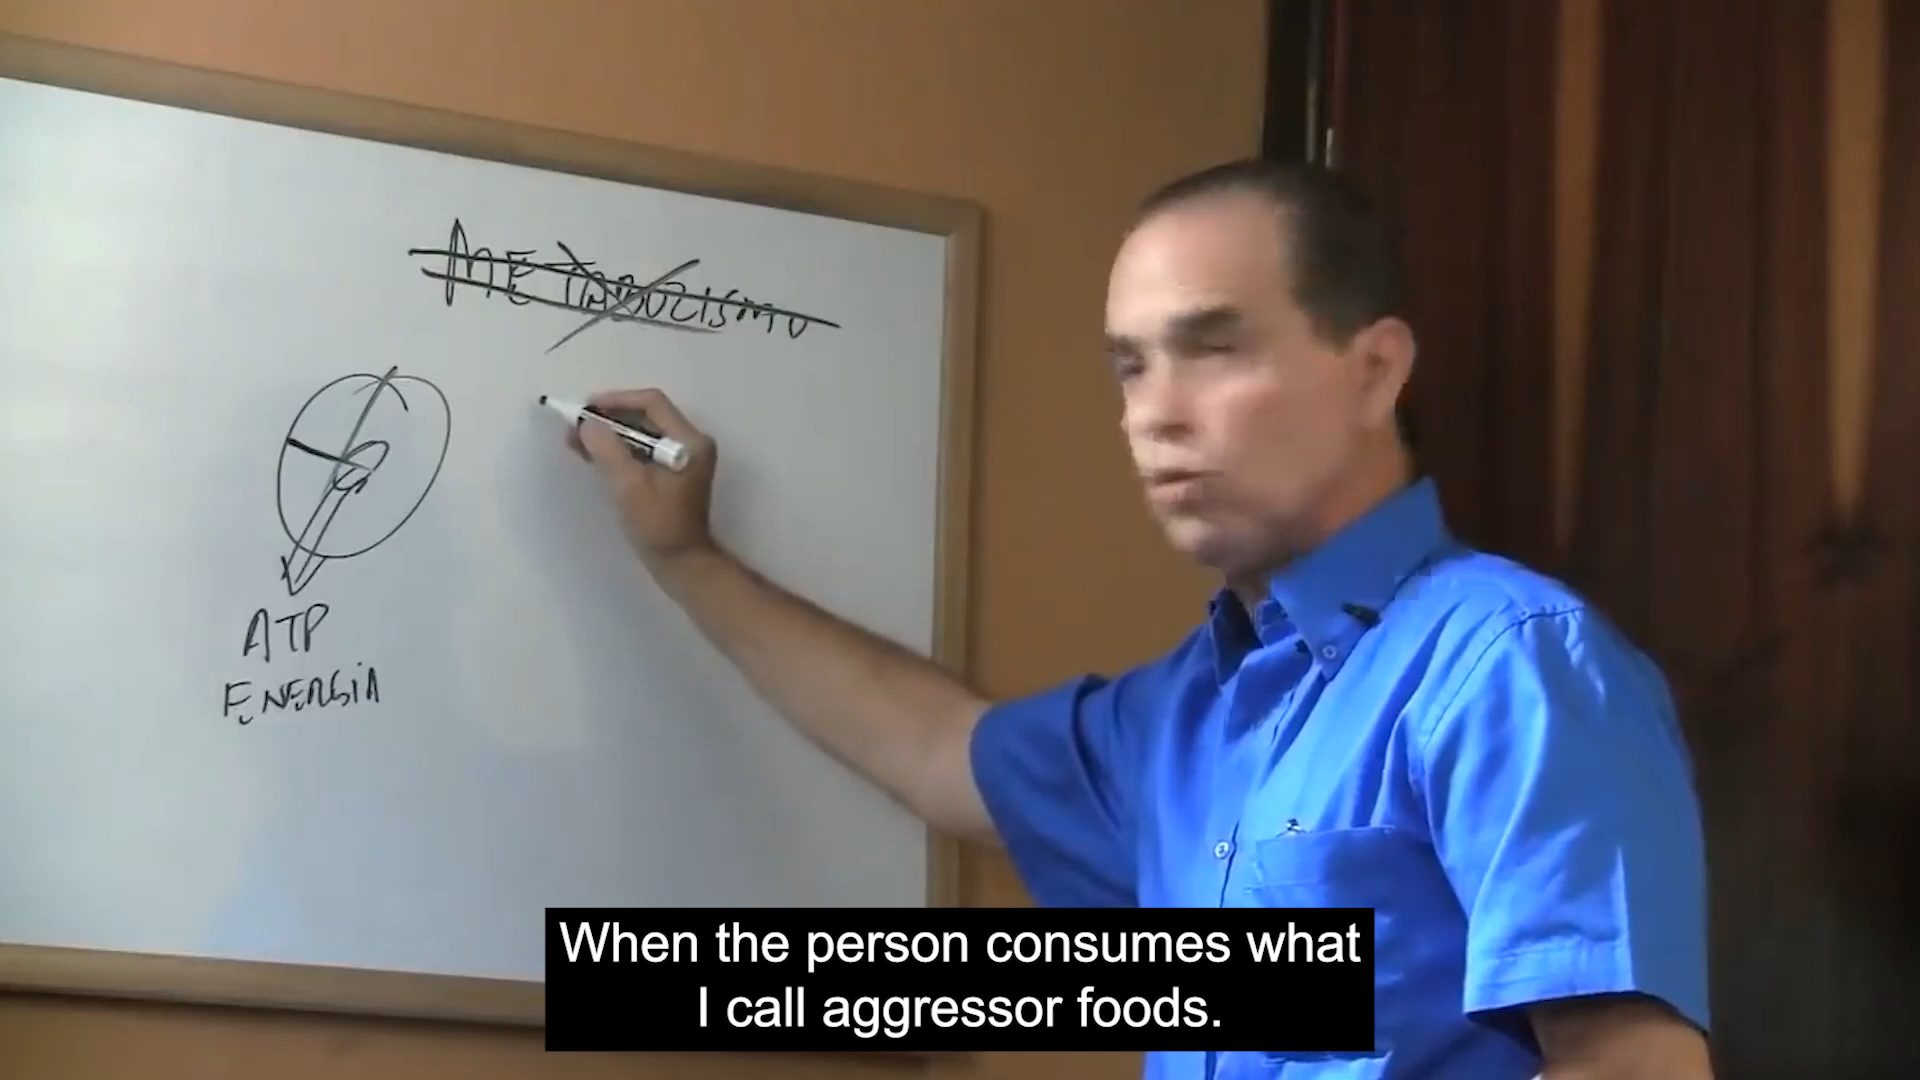 METABOLISMO
ATP
ENERGIA
When the person consumes what
I call aggressor foods.